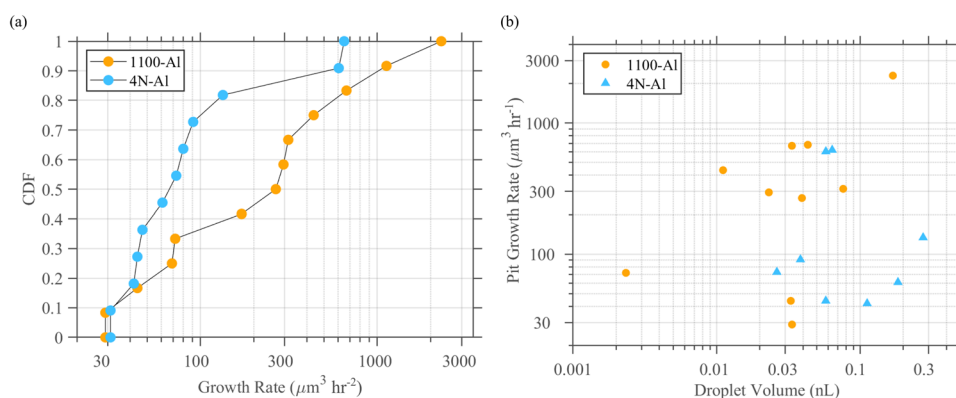 (a)
1
0.9
0.8
0.7
0.6
0.5
0.4
0.3
0.2
0.1
0
CDF
1100-Al
4N-Al
30 100 300 1000 3000
Growth Rate (μm³ hr⁻²)
(b)
3000
1000
300
100
30
Pit Growth Rate (μm³ hr⁻¹)
1100-Al
4N-Al
0.001 0.01 0.03 0.1 0.3
Droplet Volume (nL)